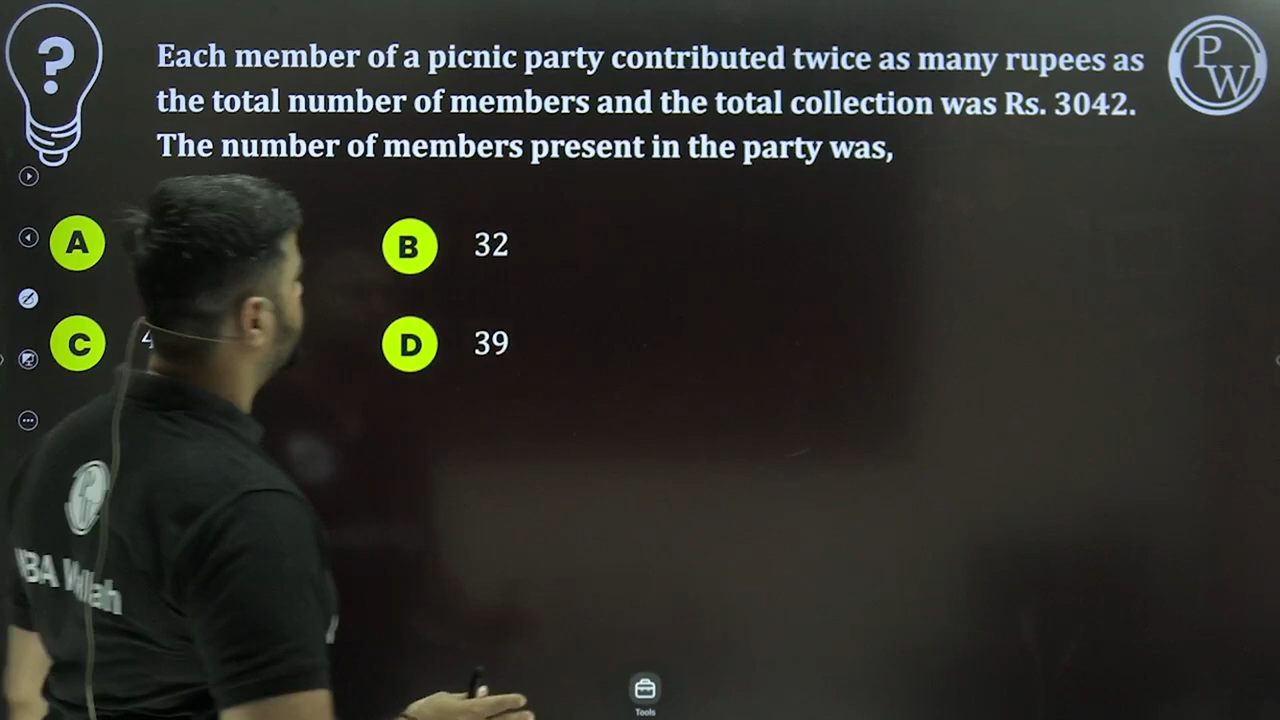 ?
Each member of a picnic party contributed twice as many rupees as
the total number of members and the total collection was Rs. 3042.
The number of members present in the party was,
PW
A
B 32
C 4
D 39
Tools